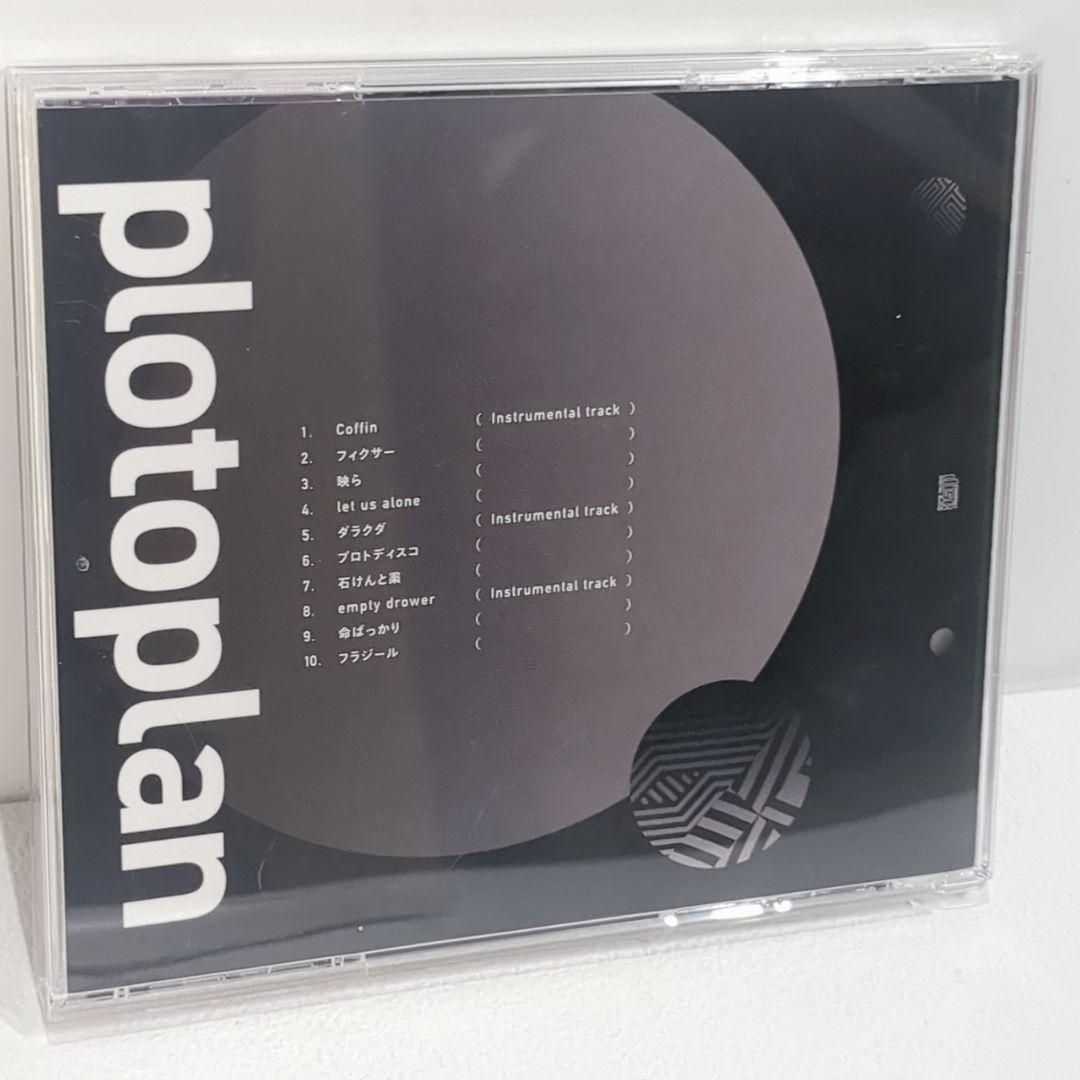 plotoplan
1. Coffin ( Instrumental track )
2. フィクサー ( )
3. 映ら ( )
4. let us alone ( )
5. ダラクダ ( Instrumental track )
6. プロトディスコ ( )
7. 石けんと薬 ( )
8. empty drower ( Instrumental track )
9. 命ばっかり ( )
10. フラジール ( )